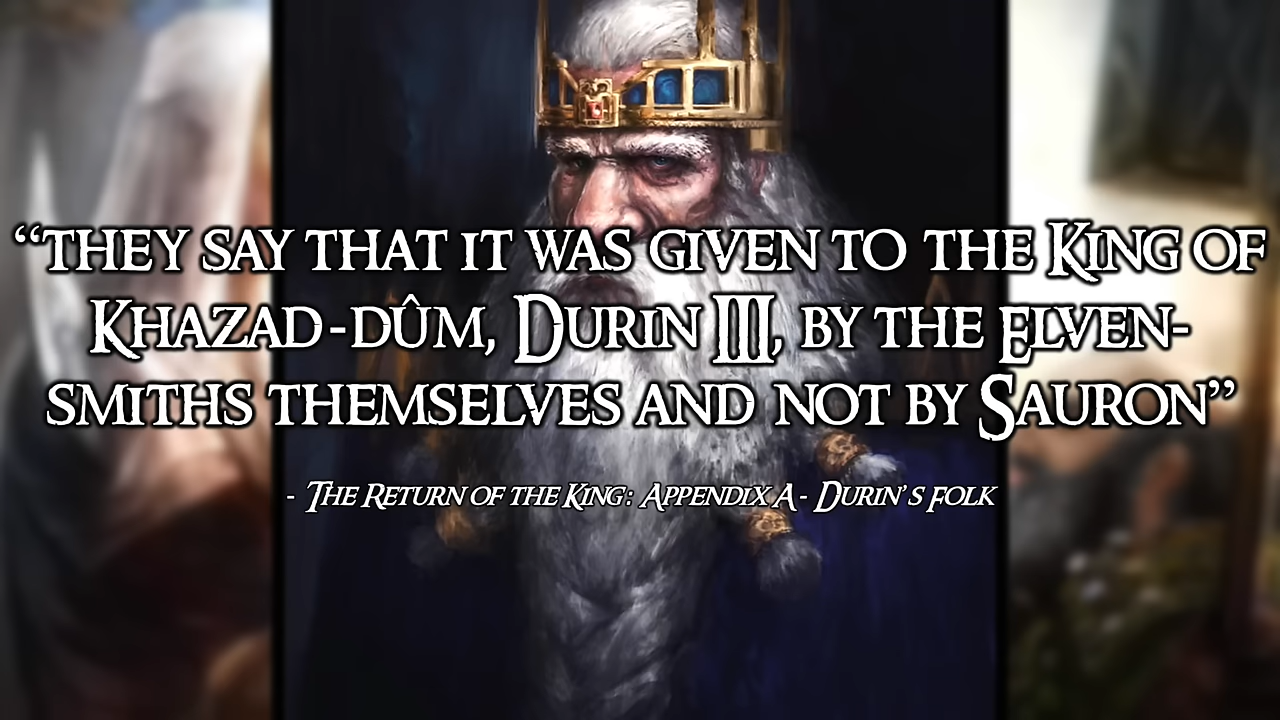 “they say that it was given to the King of
Khazad-dûm, Durin III, by the Elven-
smiths themselves and not by Sauron”
- The Return of the King: Appendix A - Durin's folk